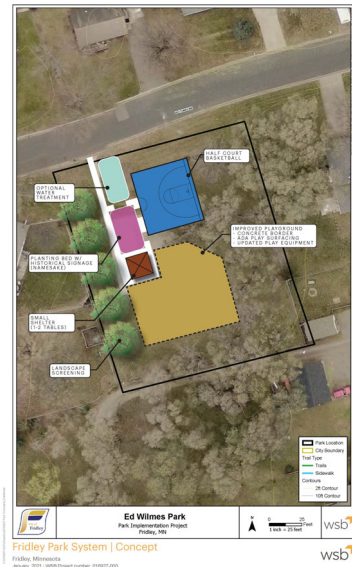 HALF COURT
BASKETBALL
OPTIONAL
WATER
TREATMENT
IMPROVED PLAYGROUND
- CONCRETE BORDER
- ADA PLAY SURFACING
- UPDATED PLAY EQUIPMENT
PLANTING BED W/
HISTORICAL SIGNAGE
(NAMESAKE)
SMALL
SHELTER
(1-2 TABLES)
LANDSCAPE
SCREENING
Park Location
City Boundary
Trail Type
Trails
Sidewalk
Contours
2ft Contour
10ft Contour
Fridley
Ed Wilmes Park
Park Implementation Project
Fridley, MN
N
0 25
Feet
1 inch = 25 feet
wsb
Fridley Park System | Concept
Fridley, Minnesota
wsb